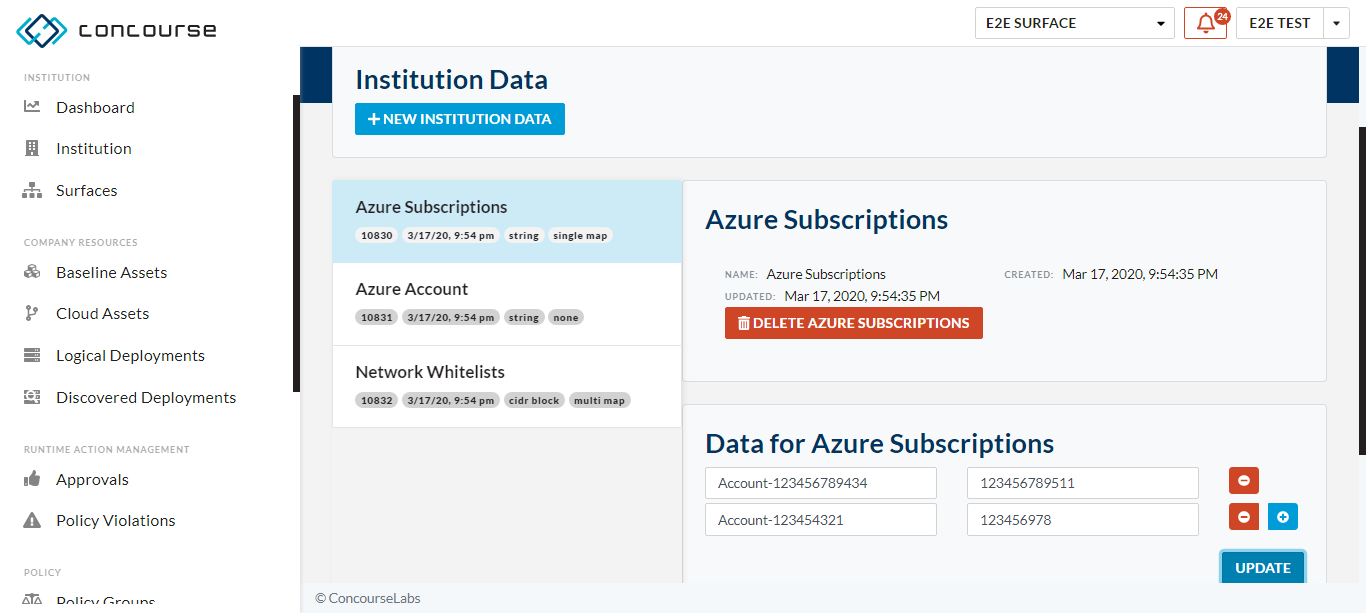 concourse
E2E SURFACE
24
E2E TEST
INSTITUTION
Dashboard
Institution
Surfaces
COMPANY RESOURCES
Baseline Assets
Cloud Assets
Logical Deployments
Discovered Deployments
RUNTIME ACTION MANAGEMENT
Approvals
Policy Violations
POLICY
Policy Groups
Institution Data
NEW INSTITUTION DATA
Azure Subscriptions
10830 3/17/20, 9:54 pm string single map
Azure Account
10831 3/17/20, 9:54 pm string none
Network Whitelists
10832 3/17/20, 9:54 pm cidr block multi map
Azure Subscriptions
NAME: Azure Subscriptions CREATED: Mar 17, 2020, 9:54:35 PM
UPDATED: Mar 17, 2020, 9:54:35 PM
DELETE AZURE SUBSCRIPTIONS
Data for Azure Subscriptions
Account-123456789434 123456789511
Account-123454321 123456978
UPDATE
© ConcourseLabs